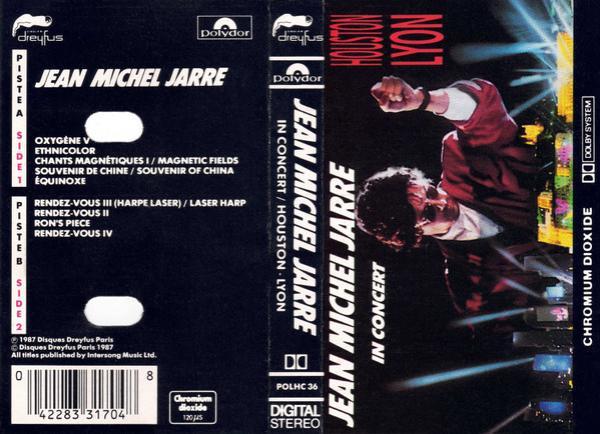 DISQUES dreyfus
Polydor
PISTE A SIDE 1
JEAN MICHEL JARRE
OXYGÈNE V
ETHNICOLOR
CHANTS MAGNÉTIQUES I / MAGNETIC FIELDS
SOUVENIR DE CHINE / SOUVENIR OF CHINA
ÉQUINOXE
PISTE B SIDE 2
RENDEZ-VOUS III (HARPE LASER) / LASER HARP
RENDEZ-VOUS II
RON'S PIECE
RENDEZ-VOUS IV
℗ 1987 Disques Dreyfus Paris
© Disques Dreyfus Paris 1987
All titles published by Intersong Music Ltd.
0 42283 31704 8
Chromium
dioxide
120 µS
DISQUES dreyfus
Polydor
JEAN MICHEL JARRE
IN CONCERT / HOUSTON - LYON
POLHC 36
DIGITAL
STEREO
HOUSTON
LYON
JEAN MICHEL JARRE
IN CONCERT
DOLBY SYSTEM
CHROMIUM DIOXIDE